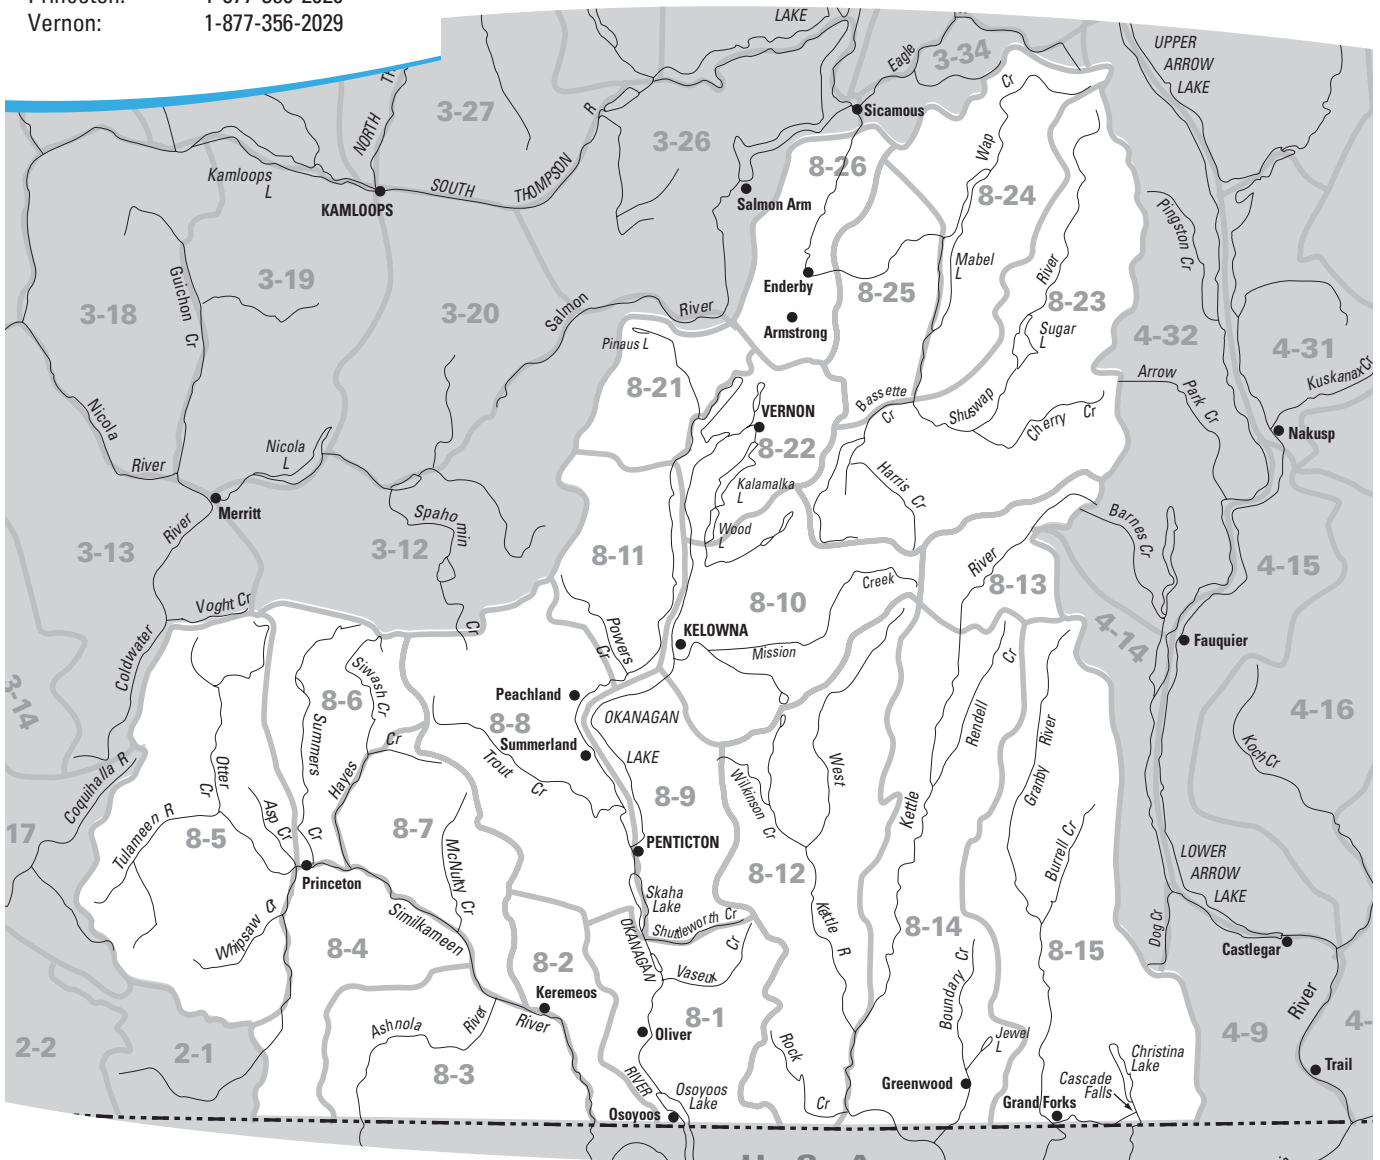 Vernon: 1-877-356-2029
LAKE
UPPER
ARROW
LAKE
Eagle
3-34
Cr
NORTH
3-27
R
Sicamous
3-26
Wap
8-26
Kamloops
L
SOUTH
THOMPSON
KAMLOOPS
Salmon Arm
8-24
Pingston Cr
Mabel
L
River
Guichon Cr
3-19
Enderby
8-25
8-23
3-18
3-20
Salmon
River
Armstrong
Sugar
L
4-32
4-31
Pinaus L
8-21
Arrow
Park Cr
Kuskanax Cr
Bassette
Cr
Shuswap
Cherry Cr
VERNON
Nicola
River
Nicola
L
8-22
Nakusp
Kalamalka
L
Harris Cr
Merritt
River
Spahomin
Cr
Wood
L
Barnes Cr
3-13
3-12
8-11
River
8-13
4-15
Creek
8-10
Voght Cr
Powers
Cr
KELOWNA
Mission
4-14
Fauquier
Coldwater
3-14
Siwash Cr
8-6
Summers
Cr
Peachland
8-8
OKANAGAN
LAKE
Rendell
Cr
4-16
Summerland
Granby
River
Koch Cr
Coquihalla R
Otter
Cr
Hayes
Cr
Trout
Cr
West
Wilkinson Cr
Kettle
8-9
17
Tulameen R
8-5
Asp Cr
8-7
McNulty Cr
PENTICTON
Burrell Cr
LOWER
ARROW
LAKE
Princeton
8-12
Skaha
Lake
Whipsaw Cr
Similkameen
Shuttleworth Cr
Kettle R
8-14
Dog Cr
Castlegar
8-4
8-2
OKANAGAN
Vaseux
Cr
Boundary Cr
8-15
River
Keremeos
8-1
Ashnola
River
River
Oliver
Rock
Cr
Jewel
L
Christina
Lake
4-9
4-
2-2
2-1
8-3
RIVER
Osoyoos
Lake
Greenwood
Cascade
Falls
Trail
Osoyoos
Grand Forks